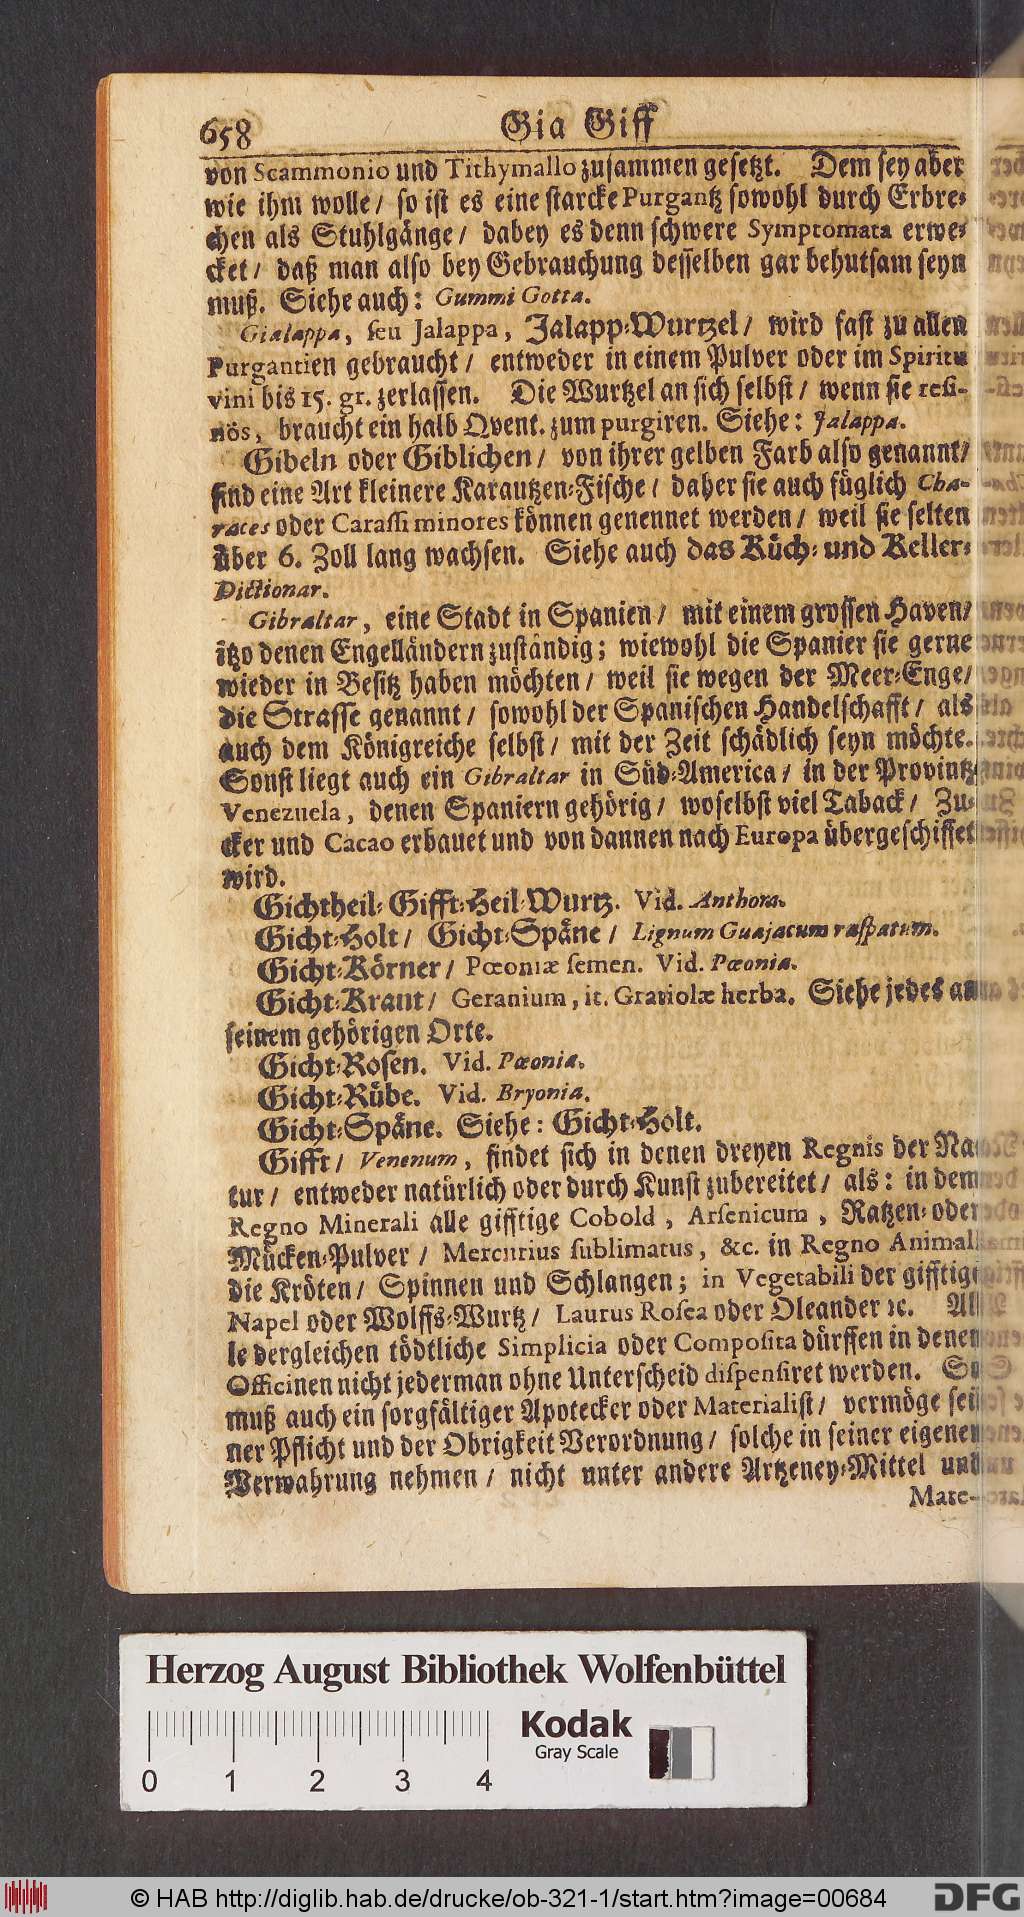 658 Gia Giff
von Scammonio und Tithymallo zusammen gesetzt. Dem sey aber
wie ihm wolle / so ist es eine starcke Purgantz sowohl durch Erbre-
chen als Stuhlgänge / dabey es denn schwere Symptomata erwe-
cket / daß man also bey Gebrauchung desselben gar behutsam seyn
muß. Siehe auch: Gummi Gotta.
Gialappa, seu Jalappa, Jalapp-Wurtzel / wird fast zu allen
Purgantien gebraucht / entweder in einem Pulver oder im Spiritu
vini bis 15. gr. zerlassen. Die Wurtzel an sich selbst / wenn sie resi-
nös, braucht ein halb Qvent. zum purgiren. Siehe: Jalappa.
Gibeln oder Giblichen / von ihrer gelben Farb also genannt /
sind eine Art kleinere Karautzen-Fische / daher sie auch füglich Cha-
races oder Carassi minores können genennet werden / weil sie selten
über 6. Zoll lang wachsen. Siehe auch das Küch- und Keller-
Dictionar.
Gibraltar, eine Stadt in Spanien / mit einem grossen Haven /
itzo denen Engelländern zuständig; wiewohl die Spanier sie gerne
wieder in Besitz haben möchten / weil sie wegen der Meer-Enge /
die Strasse genannt / sowohl der Spanischen Handelschafft / als
auch dem Königreiche selbst / mit der Zeit schädlich seyn möchte.
Sonst liegt auch ein Gibraltar in Süd-America / in der Provintz
Venezuela, denen Spaniern gehörig / woselbst viel Taback / Zu-
cker und Cacao erbauet und von dannen nach Europa übergeschiffet
wird.
Gichtheil- Gifft-Heil-Wurtz. Vid. Anthora.
Gicht-Holt / Gicht-Späne / Lignum Guajacum raspatum.
Gicht-Körner / Pœoniæ semen. Vid. Pœonia.
Gicht-Kraut / Geranium, it. Gratiolæ herba. Siehe jedes an
seinem gehörigen Orte.
Gicht-Rosen. Vid. Pœonia.
Gicht-Rübe. Vid. Bryonia.
Gicht-Späne. Siehe: Gicht-Holt.
Gifft / Venenum, findet sich in denen dreyen Regnis der Na-
tur / entweder natürlich oder durch Kunst zubereitet / als: in dem
Regno Minerali alle gifftige Cobold, Arsenicum, Ratzen- oder
Mücken-Pulver / Mercurius sublimatus, &c. in Regno Animali
die Kröten / Spinnen und Schlangen; in Vegetabili der gifftige
Napel oder Wolffs-Wurtz / Laurus Rosea oder Oleander ꝛc. Al-
le dergleichen tödtliche Simplicia oder Composita dürffen in denen
Officinen nicht jederman ohne Unterscheid dispensiret werden. So
muß auch ein sorgfältiger Apotecker oder Materialist / vermöge sei-
ner Pflicht und der Obrigkeit Verordnung / solche in seiner eigenen
Verwahrung nehmen / nicht unter andere Artzeney-Mittel und
Mate-
Herzog August Bibliothek Wolfenbüttel
Kodak
Gray Scale
0 1 2 3 4
© HAB http://diglib.hab.de/drucke/ob-321-1/start.htm?image=00684
DFG